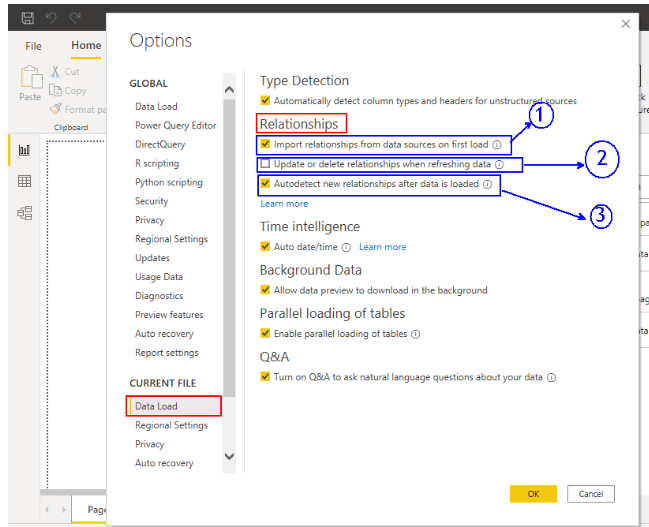 Options
File
Home
Cut
Copy
Paste
Format pa
Clipboard
GLOBAL
Data Load
Power Query Editor
DirectQuery
R scripting
Python scripting
Security
Privacy
Regional Settings
Updates
Usage Data
Diagnostics
Preview features
Auto recovery
Report settings
CURRENT FILE
Data Load
Regional Settings
Privacy
Auto recovery
Type Detection
Automatically detect column types and headers for unstructured sources
Relationships
1
Import relationships from data sources on first load
2
Update or delete relationships when refreshing data
Autodetect new relationships after data is loaded
3
Learn more
Time intelligence
Auto date/time Learn more
Background Data
Allow data preview to download in the background
Parallel loading of tables
Enable parallel loading of tables
Q&A
Turn on Q&A to ask natural language questions about your data
OK Cancel
Page